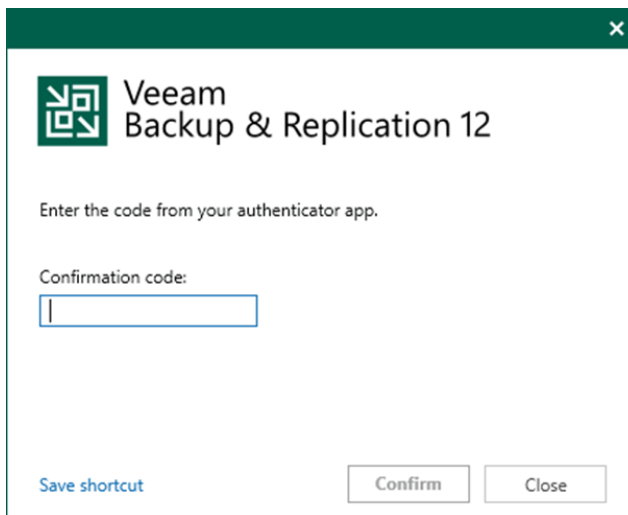 Veeam
Backup & Replication 12
Enter the code from your authenticator app.
Confirmation code:
Save shortcut
Confirm
Close